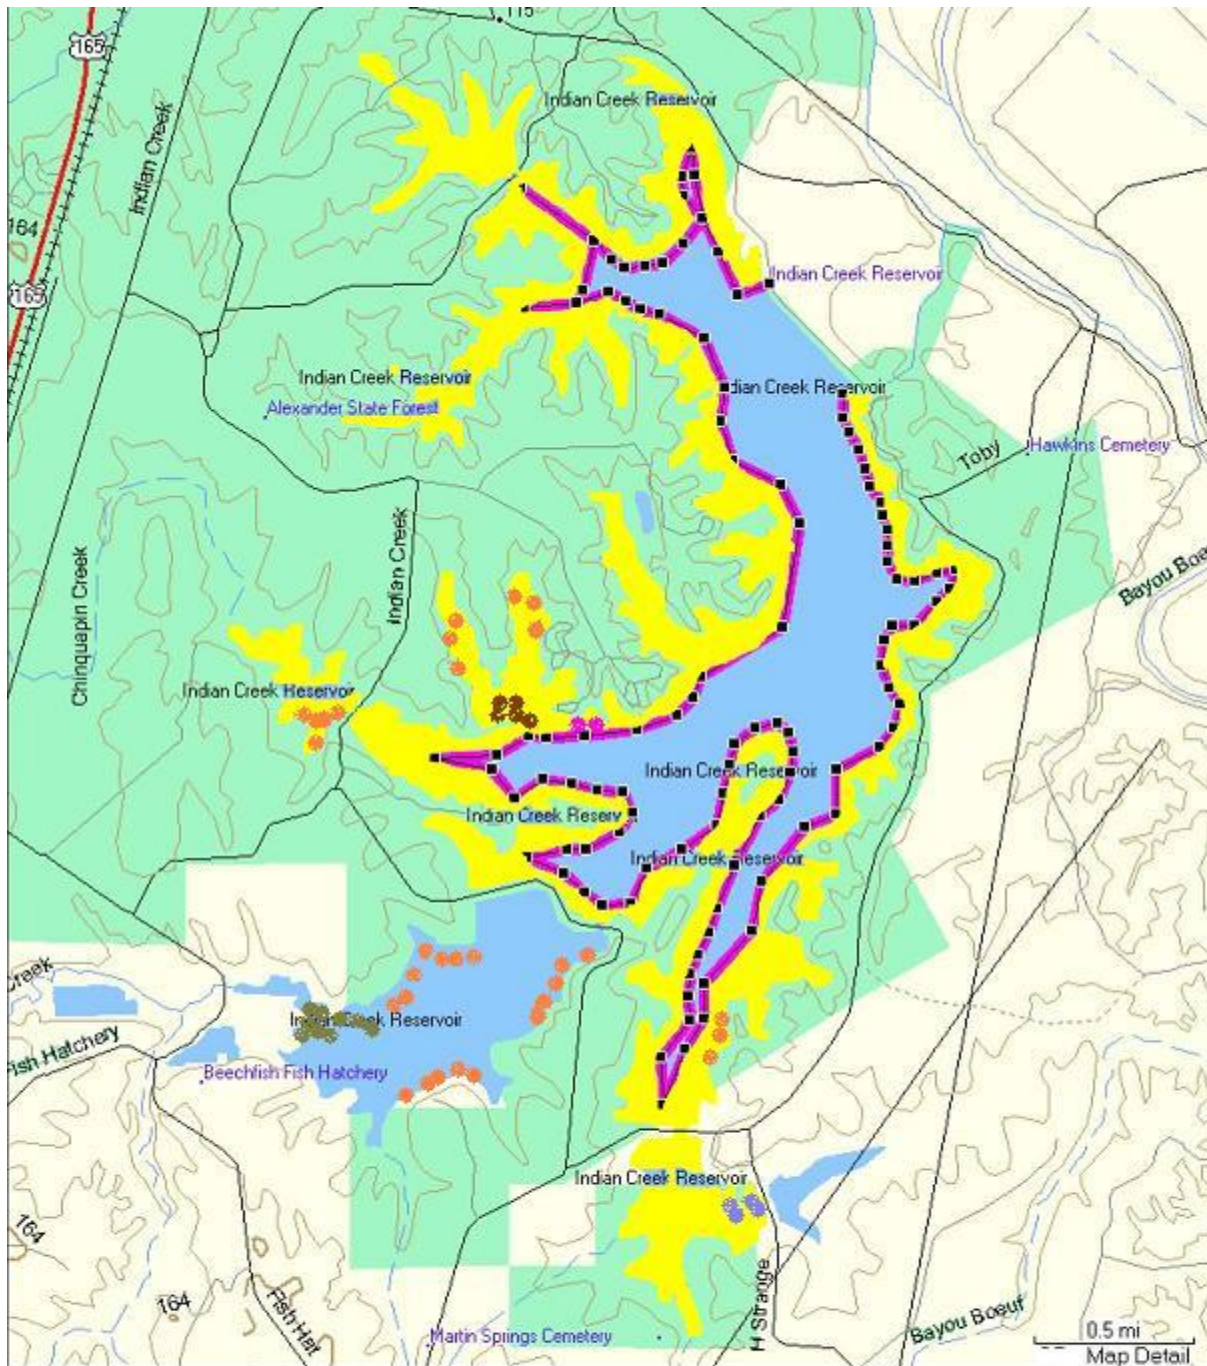 115
165
Indian Creek Reservoir
Indian Creek
164
Indian Creek Reservoir
165
Indian Creek Reservoir
Indian Creek Reservoir
Alexander State Forest
Toby
Hawkins Cemetery
Indian Creek
Chinquapin Creek
Bayou Boe
Indian Creek Reservoir
Indian Creek Reservoir
Indian Creek Reserv
Indian Creek Reservoir
Creek
Indian Creek Reservoir
Fish Hatchery
Beechfish Fish Hatchery
Indian Creek Reservoir
164
164
Fish Hat
H Strange
Bayou Boeuf
Martin Springs Cemetery
0.5 mi
Map Detail